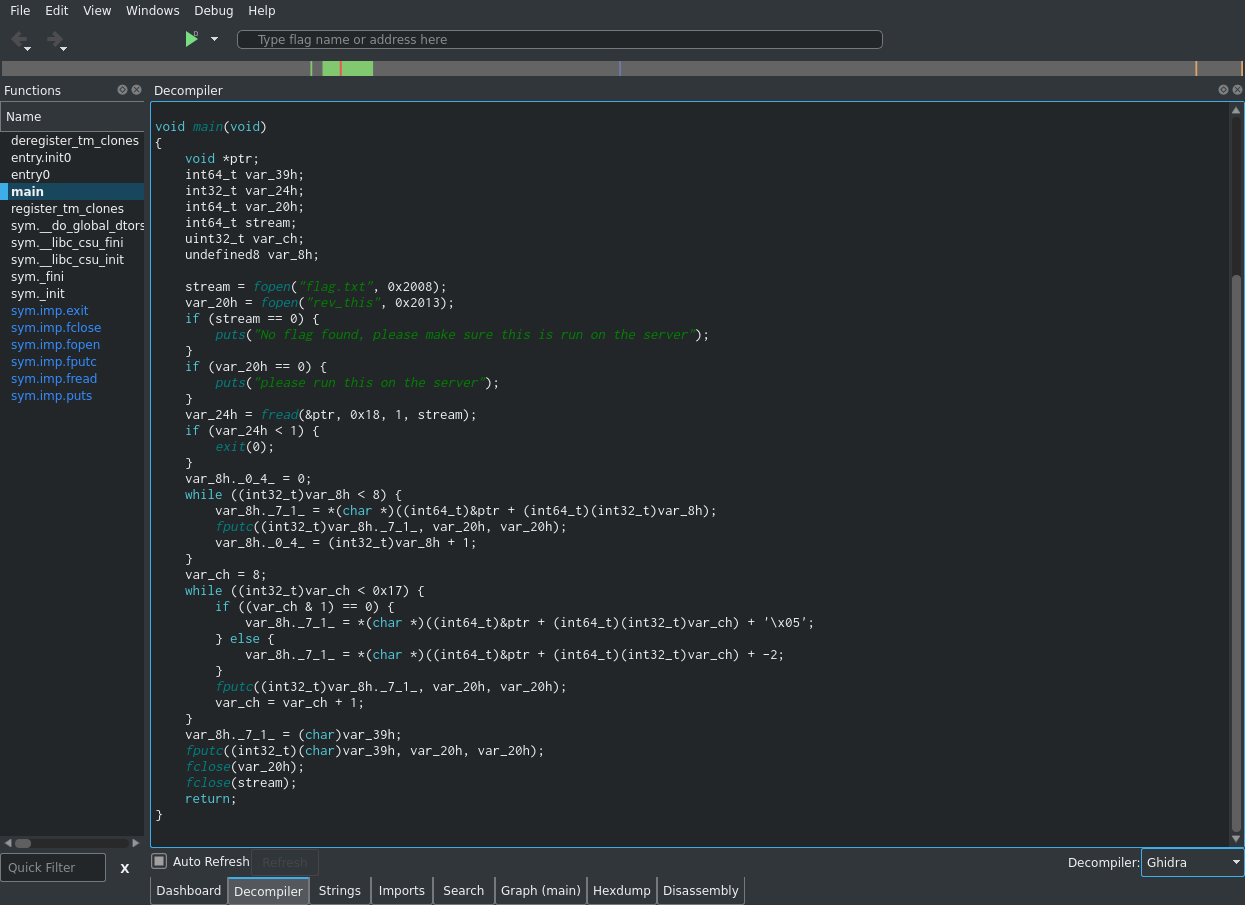 File Edit View Windows Debug Help
D
Type flag name or address here
Functions
Decompiler
Name
deregister_tm_clones
entry.init0
entry0
main
register_tm_clones
sym.__do_global_dtors
sym.__libc_csu_fini
sym.__libc_csu_init
sym._fini
sym._init
sym.imp.exit
sym.imp.fclose
sym.imp.fopen
sym.imp.fputc
sym.imp.fread
sym.imp.puts
void main(void)
{
    void *ptr;
    int64_t var_39h;
    int32_t var_24h;
    int64_t var_20h;
    int64_t stream;
    uint32_t var_ch;
    undefined8 var_8h;
    stream = fopen("flag.txt", 0x2008);
    var_20h = fopen("rev_this", 0x2013);
    if (stream == 0) {
        puts("No flag found, please make sure this is run on the server");
    }
    if (var_20h == 0) {
        puts("please run this on the server");
    }
    var_24h = fread(&ptr, 0x18, 1, stream);
    if (var_24h < 1) {
        exit(0);
    }
    var_8h._0_4_ = 0;
    while ((int32_t)var_8h < 8) {
        var_8h._7_1_ = *(char *)((int64_t)&ptr + (int64_t)(int32_t)var_8h);
        fputc((int32_t)var_8h._7_1_, var_20h, var_20h);
        var_8h._0_4_ = (int32_t)var_8h + 1;
    }
    var_ch = 8;
    while ((int32_t)var_ch < 0x17) {
        if ((var_ch & 1) == 0) {
            var_8h._7_1_ = *(char *)((int64_t)&ptr + (int64_t)(int32_t)var_ch) + '\x05';
        } else {
            var_8h._7_1_ = *(char *)((int64_t)&ptr + (int64_t)(int32_t)var_ch) + -2;
        }
        fputc((int32_t)var_8h._7_1_, var_20h, var_20h);
        var_ch = var_ch + 1;
    }
    var_8h._7_1_ = (char)var_39h;
    fputc((int32_t)(char)var_39h, var_20h, var_20h);
    fclose(var_20h);
    fclose(stream);
    return;
}
Quick Filter X
Auto Refresh Refresh
Decompiler: Ghidra
Dashboard Decompiler Strings Imports Search Graph (main) Hexdump Disassembly